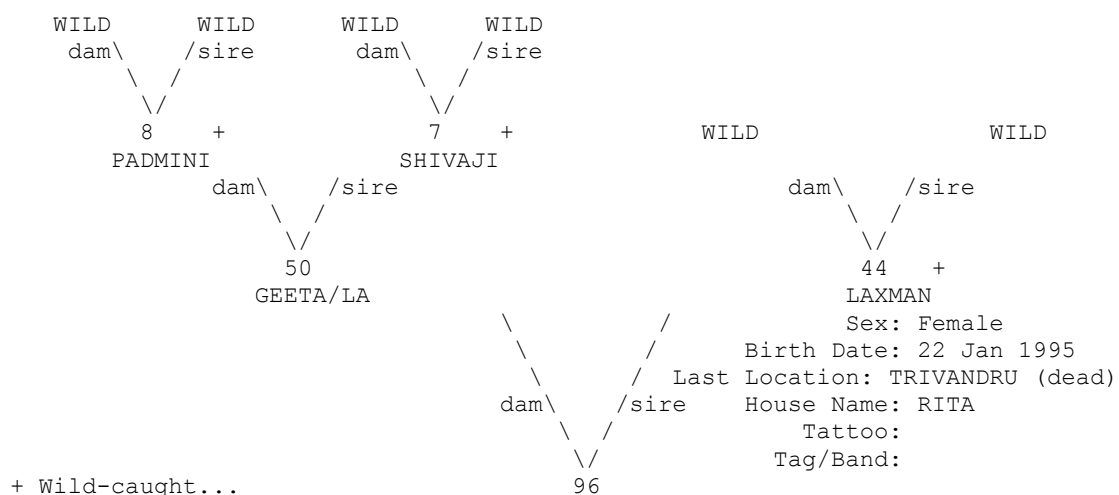 WILD WILD WILD WILD
dam\ /sire dam\ /sire
\ / \ /
\/ \/
8 + 7 + WILD WILD
PADMINI SHIVAJI
dam\ /sire dam\ /sire
\ / \ /
\/ \/
50 44 +
GEETA/LA LAXMAN
\ / Sex: Female
\ / Birth Date: 22 Jan 1995
\ / Last Location: TRIVANDRU (dead)
dam\ /sire House Name: RITA
\ / Tattoo:
\/ Tag/Band:
+ Wild-caught... 96